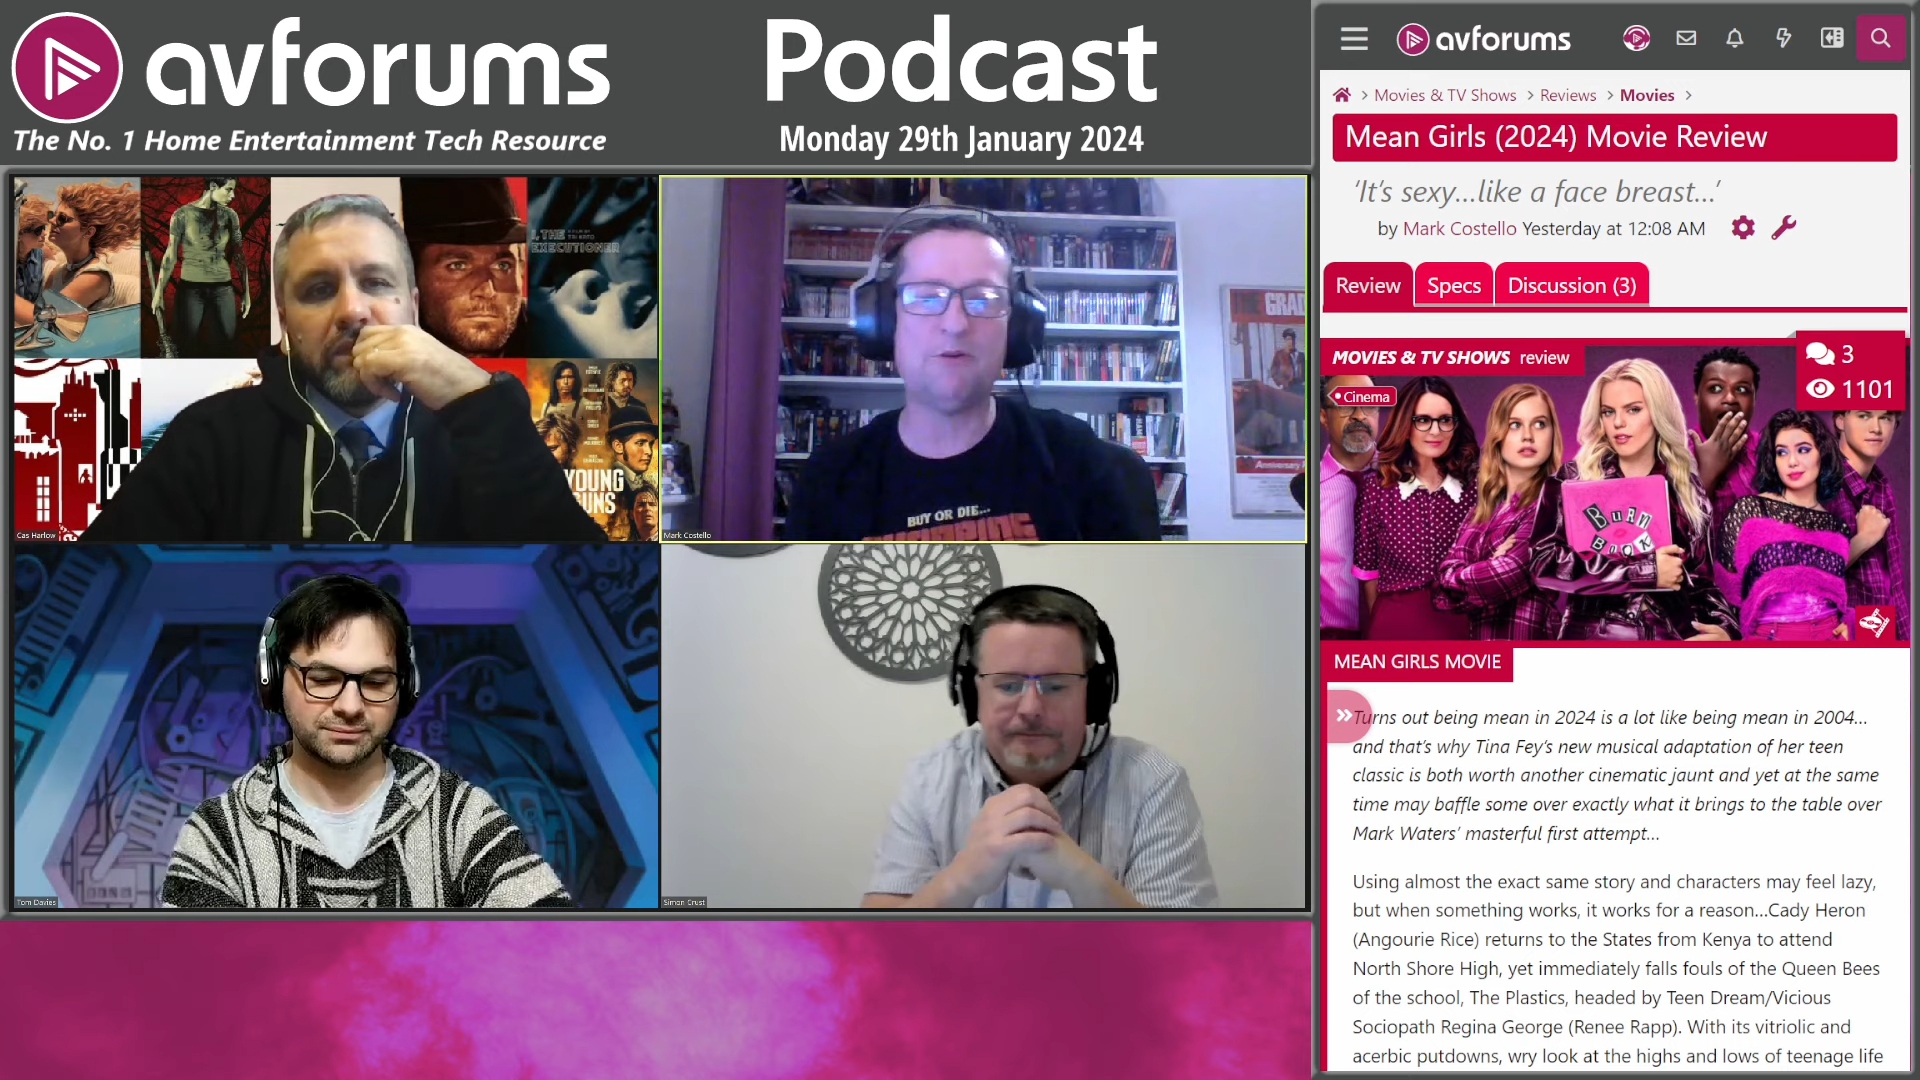 avforums
The No. 1 Home Entertainment Tech Resource
Podcast
Monday 29th January 2024
I, THE
EXECUTIONER
YOUNG
GUNS
Cas Harlow
BUY OR DIE...
Mark Costello
Tom Davies
Simon Crust
avforums
Movies & TV Shows > Reviews > Movies >
Mean Girls (2024) Movie Review
‘It’s sexy...like a face breast...’
by Mark Costello Yesterday at 12:08 AM
Review Specs Discussion (3)
MOVIES & TV SHOWS review
3
1101
Cinema
BURN
BOOK
MEAN GIRLS MOVIE
Turns out being mean in 2024 is a lot like being mean in 2004...
and that’s why Tina Fey’s new musical adaptation of her teen
classic is both worth another cinematic jaunt and yet at the same
time may baffle some over exactly what it brings to the table over
Mark Waters’ masterful first attempt...
Using almost the exact same story and characters may feel lazy,
but when something works, it works for a reason...Cady Heron
(Angourie Rice) returns to the States from Kenya to attend
North Shore High, yet immediately falls fouls of the Queen Bees
of the school, The Plastics, headed by Teen Dream/Vicious
Sociopath Regina George (Renee Rapp). With its vitriolic and
acerbic putdowns, wry look at the highs and lows of teenage life